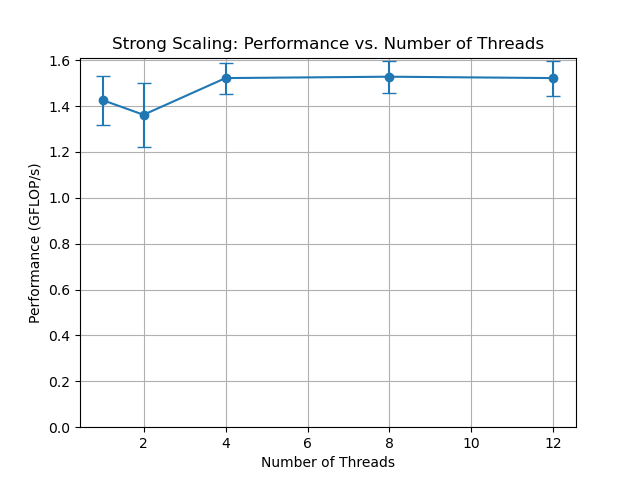 Strong Scaling: Performance vs. Number of Threads
1.6
1.4
1.2
1.0
0.8
0.6
0.4
0.2
0.0
Performance (GFLOP/s)
2 4 6 8 10 12
Number of Threads